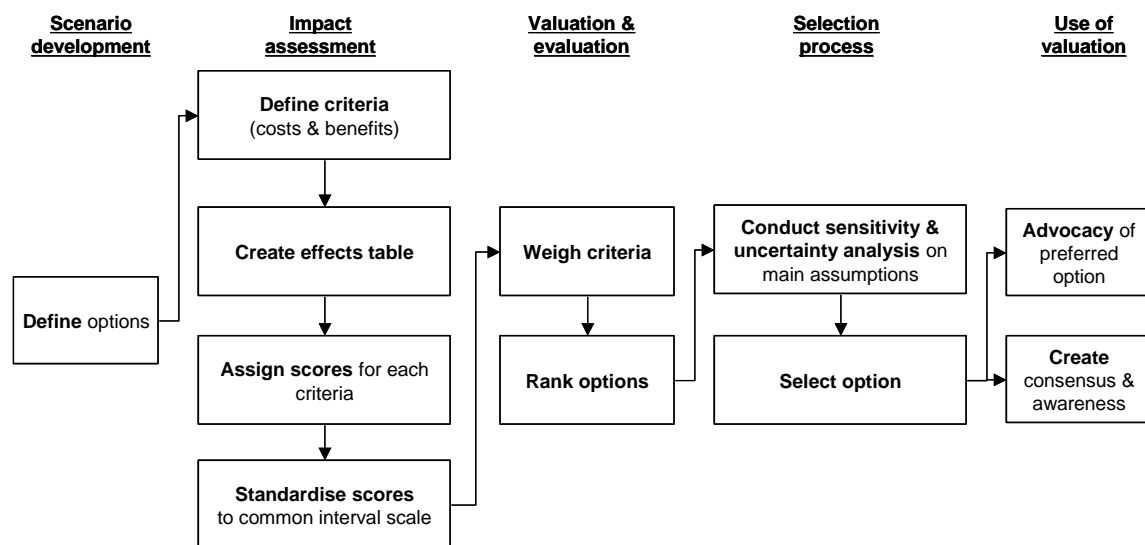 Scenario
development
Impact
assessment
Valuation &
evaluation
Selection
process
Use of
valuation
Define options
Define criteria
(costs & benefits)
Create effects table
Assign scores for each
criteria
Standardise scores
to common interval scale
Weigh criteria
Rank options
Conduct sensitivity &
uncertainty analysis on
main assumptions
Select option
Advocacy of
preferred
option
Create
consensus &
awareness